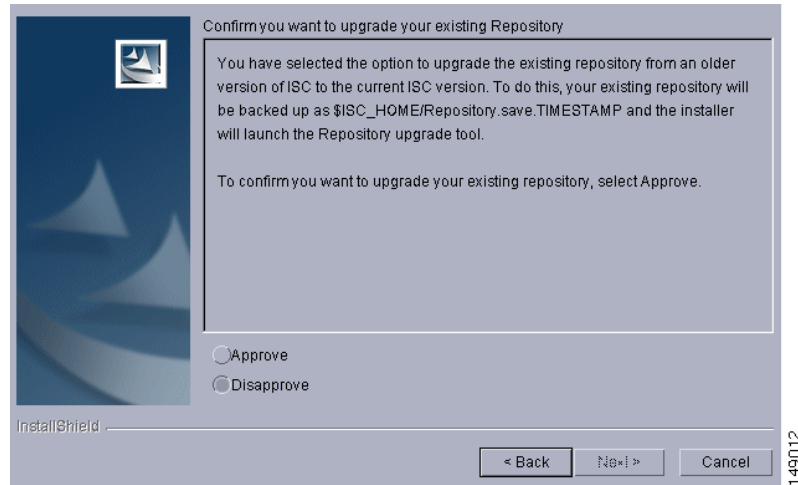 Confirm you want to upgrade your existing Repository
You have selected the option to upgrade the existing repository from an older
version of ISC to the current ISC version. To do this, your existing repository will
be backed up as $ISC_HOME/Repository.save.TIMESTAMP and the installer
will launch the Repository upgrade tool.
To confirm you want to upgrade your existing repository, select Approve.
Approve
Disapprove
InstallShield
< Back Next > Cancel
149012